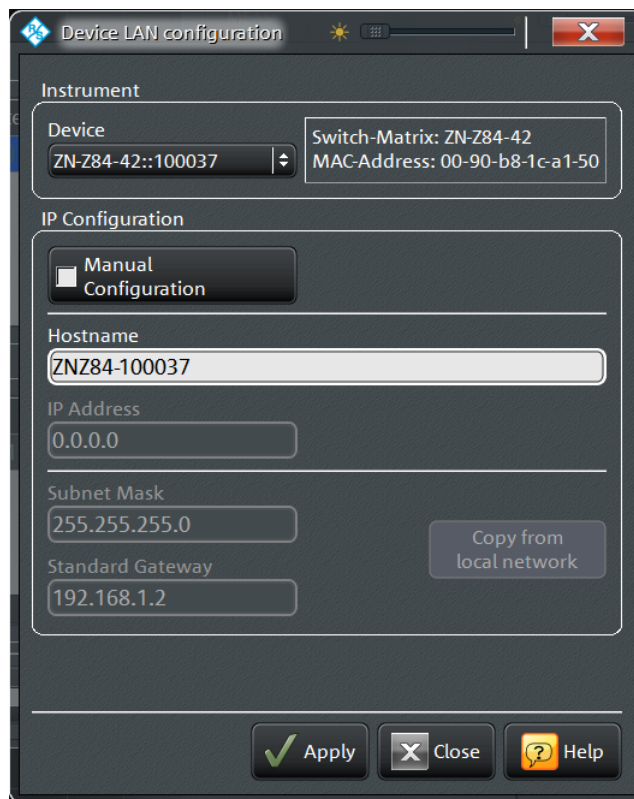 Device LAN configuration
Instrument
Device
ZN-Z84-42::100037
Switch-Matrix: ZN-Z84-42
MAC-Address: 00-90-b8-1c-a1-50
IP Configuration
Manual
Configuration
Hostname
ZNZ84-100037
IP Address
0.0.0.0
Subnet Mask
255.255.255.0
Copy from
local network
Standard Gateway
192.168.1.2
Apply
Close
Help